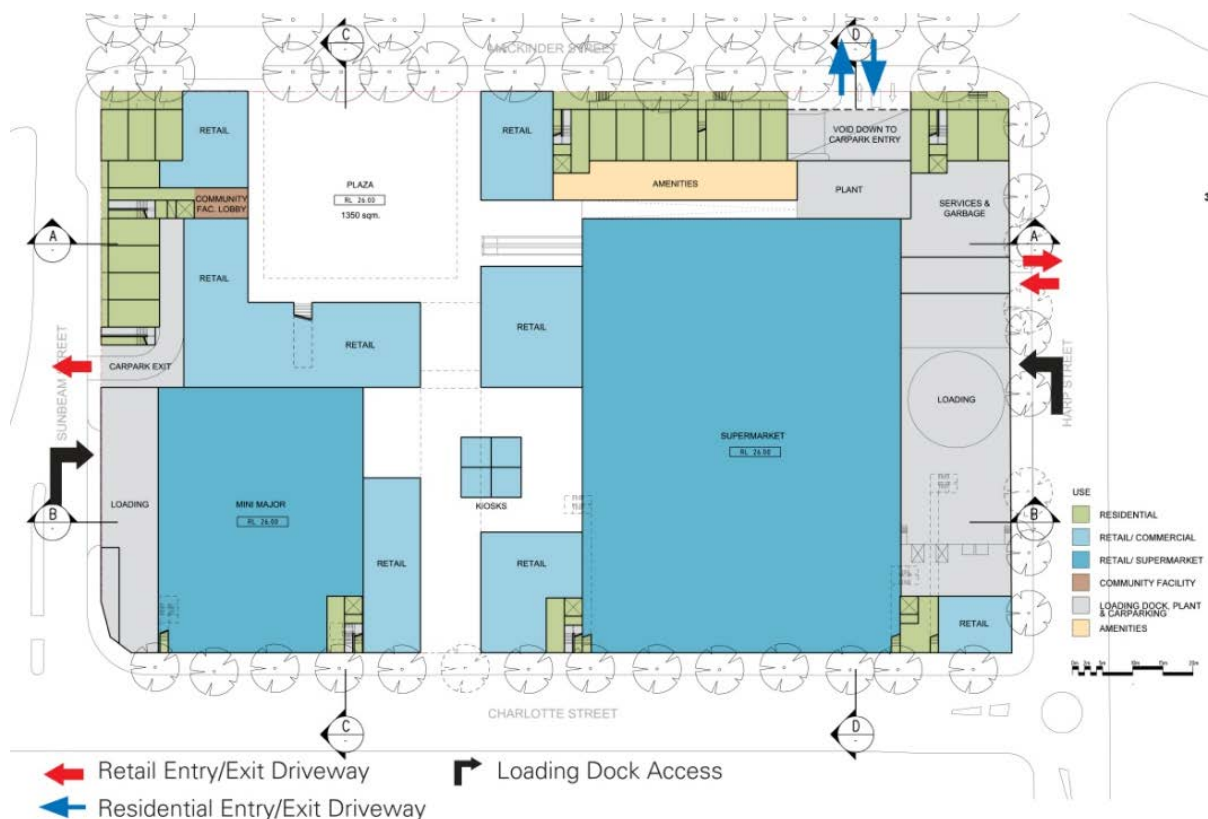 MACKINDER STREET
C
D
RETAIL
RETAIL
VOID DOWN TO
CARPARK ENTRY
PLAZA
RL 26.00
1350 sqm.
AMENITIES
PLANT
COMMUNITY
FAC. LOBBY
SERVICES &
GARBAGE
A
A
RETAIL
RETAIL
RETAIL
CARPARK EXIT
SUNBEAM STREET
LOADING
HARP STREET
SUPERMARKET
RL 26.00
LOADING
MINI MAJOR
RL 26.00
KIOSKS
B
B
RETAIL
RETAIL
RETAIL
USE
RESIDENTIAL
RETAIL/ COMMERCIAL
RETAIL/ SUPERMARKET
COMMUNITY FACILITY
LOADING DOCK, PLANT
& CARPARKING
AMENITIES
CHARLOTTE STREET
C
D
Retail Entry/Exit Driveway
Loading Dock Access
Residential Entry/Exit Driveway